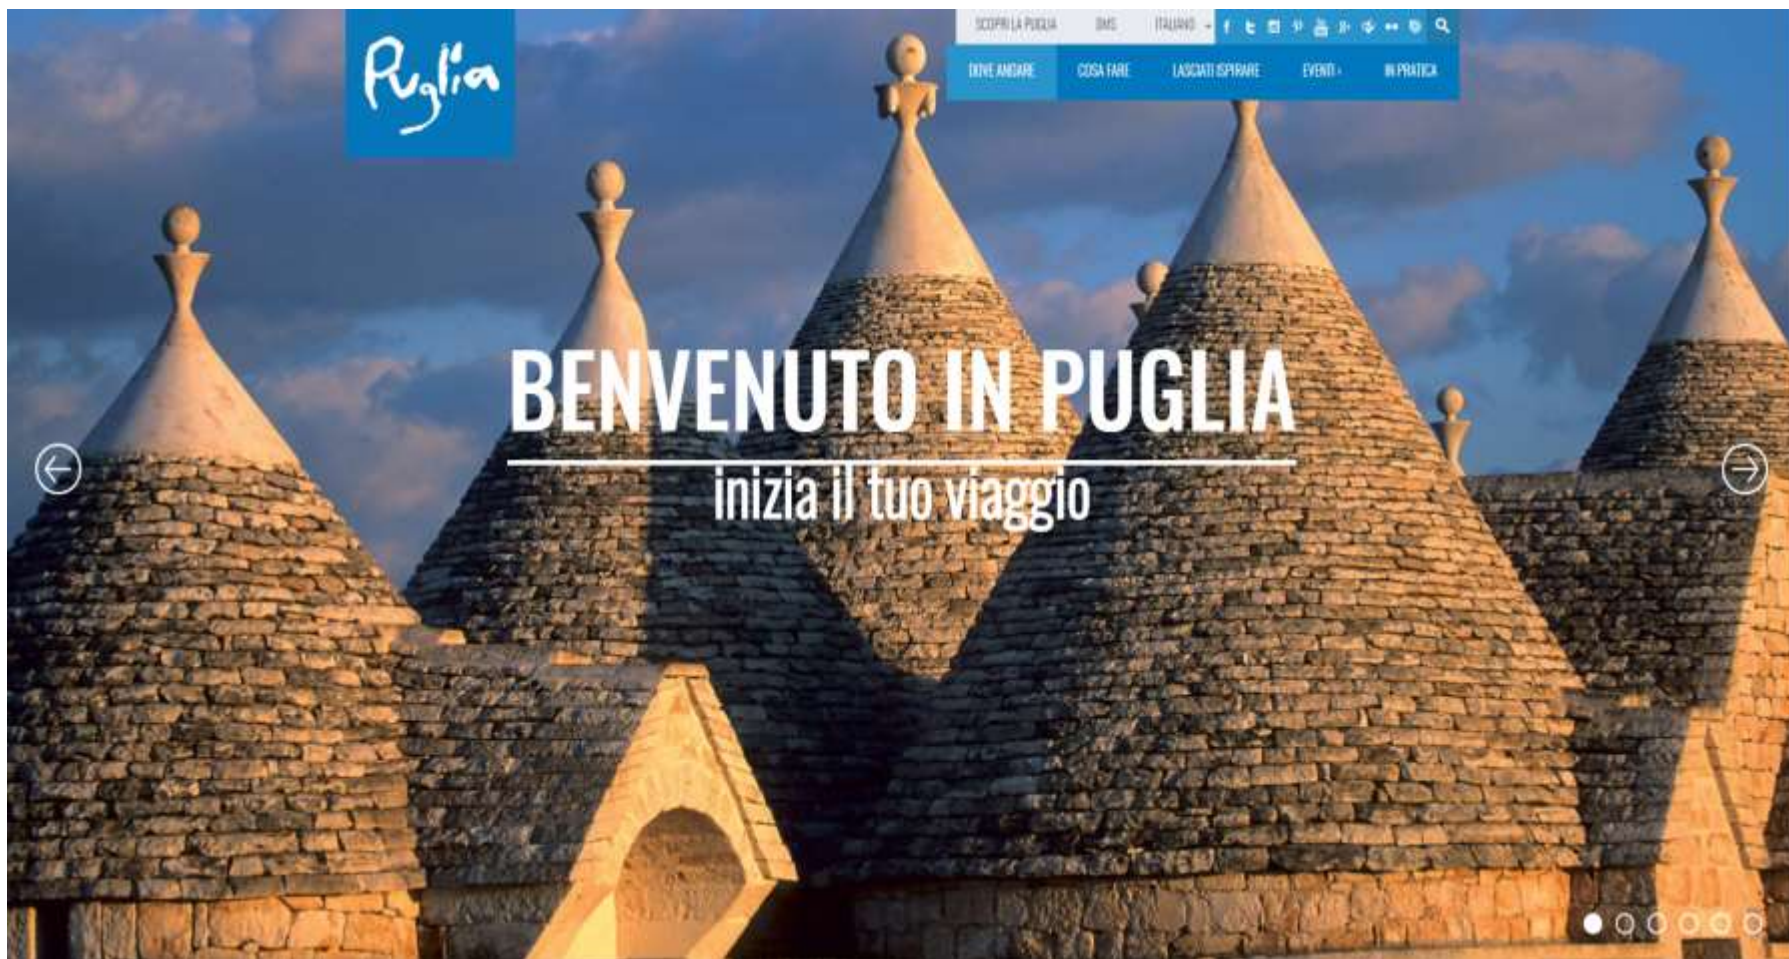 Puglia
SCOPRI LA PUGLIA DMS ITALIANO
DOVE ANDARE COSA FARE LASCIATI ISPIRARE EVENTI IN PRATICA
BENVENUTO IN PUGLIA
inizia il tuo viaggio